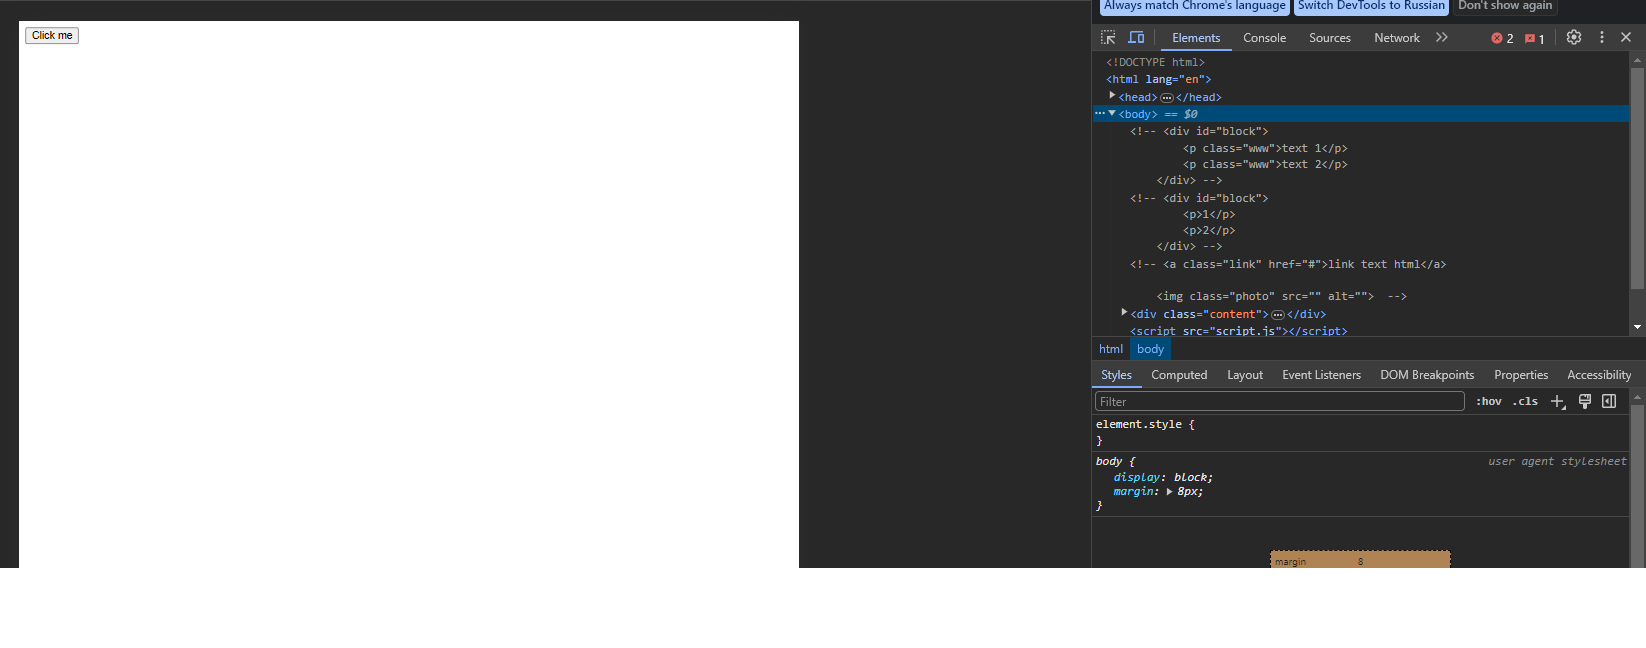 Click me
Always match Chrome's language Switch DevTools to Russian Don't show again
Elements Console Sources Network 2 1
<!DOCTYPE html>
<html lang="en">
<head>…</head>
<body> == $0
<!-- <div id="block">
<p class="www">text 1</p>
<p class="www">text 2</p>
</div> -->
<!-- <div id="block">
<p>1</p>
<p>2</p>
</div> -->
<!-- <a class="link" href="#">link text html</a>
<img class="photo" src="" alt=""> -->
<div class="content">…</div>
<script src="script.js"></script>
html body
Styles Computed Layout Event Listeners DOM Breakpoints Properties Accessibility
Filter :hov .cls
element.style {
}
body { user agent stylesheet
display: block;
margin: 8px;
}
margin 8